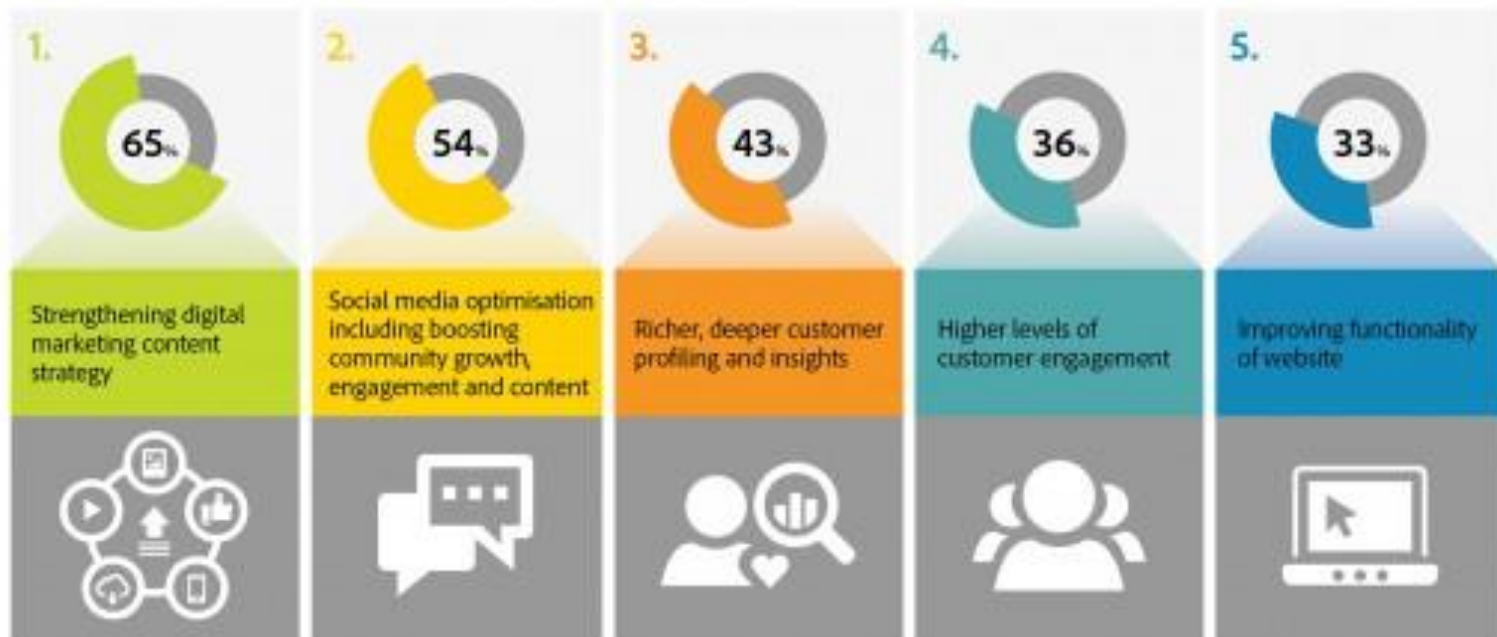 1.
65%
Strengthening digital
marketing content
strategy
2.
54%
Social media optimisation
including boosting
community growth,
engagement and content
3.
43%
Richer, deeper customer
profiling and insights
4.
36%
Higher levels of
customer engagement
5.
33%
Improving functionality
of website